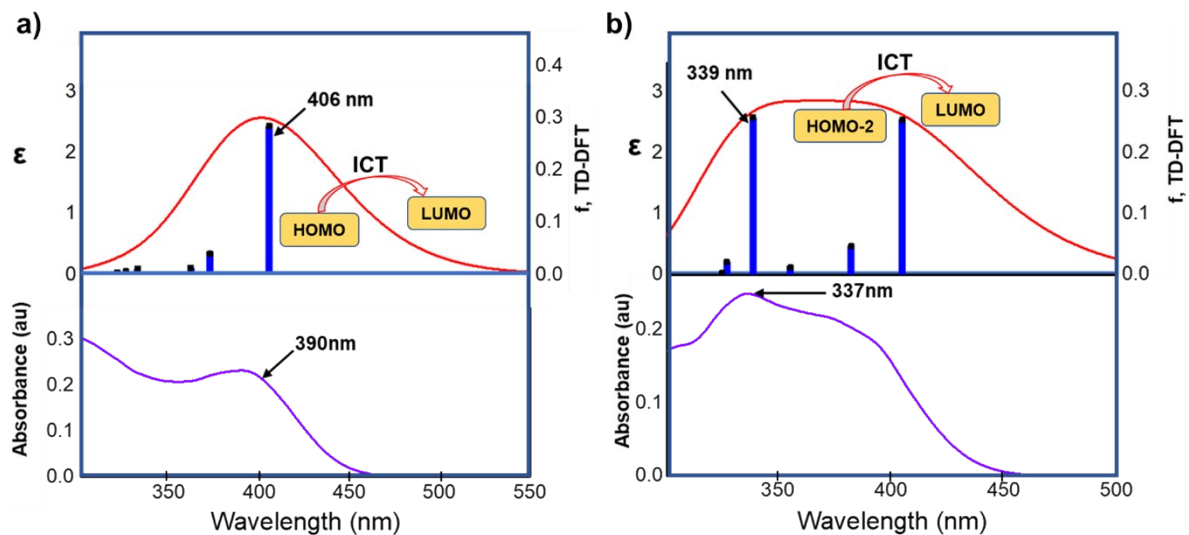 a)
406 nm
ICT
HOMO
LUMO
ε
3
2
1
0
f, TD-DFT
0.4
0.3
0.2
0.1
0.0
390nm
Absorbance (au)
0.3
0.2
0.1
0.0
350
400
450
500
550
Wavelength (nm)
b)
339 nm
ICT
HOMO-2
LUMO
ε
3
2
1
0
f, TD-DFT
0.3
0.2
0.1
0.0
337nm
Absorbance (au)
0.2
0.1
0.0
350
400
450
500
Wavelength (nm)